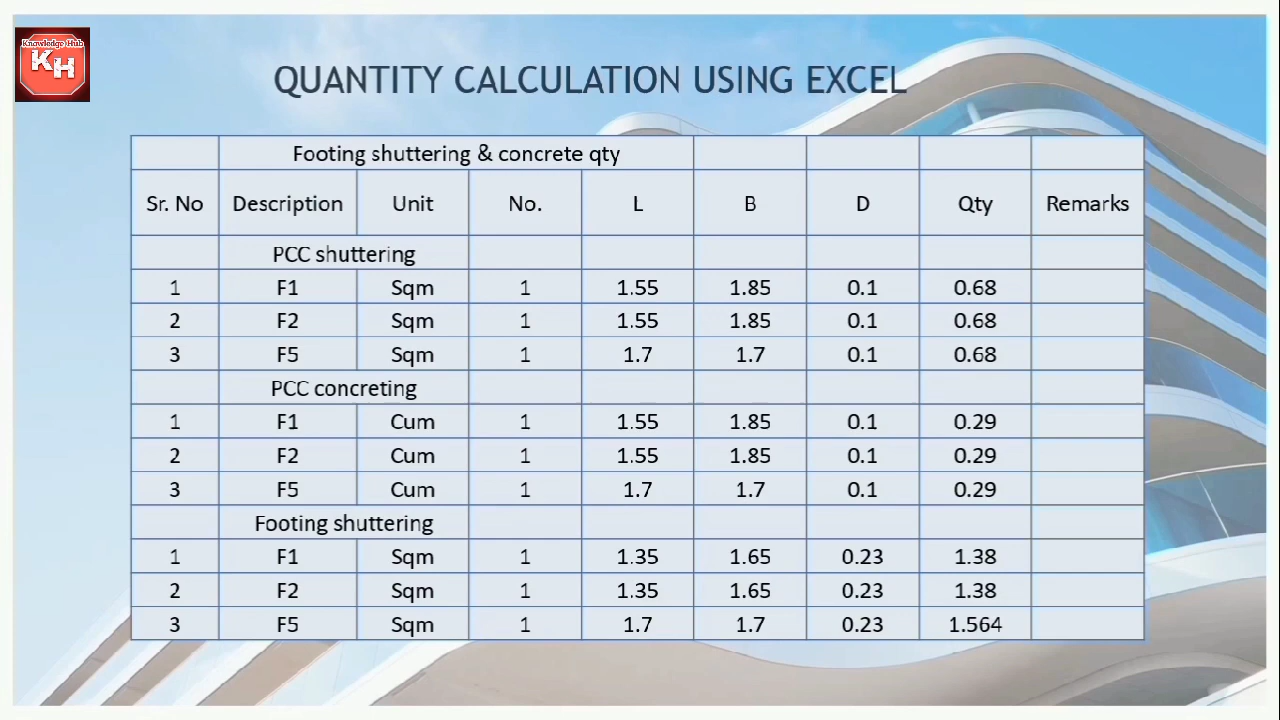 Knowledge Hub
KH
QUANTITY CALCULATION USING EXCEL
Footing shuttering & concrete qty
Sr. No Description Unit No. L B D Qty Remarks
PCC shuttering
1 F1 Sqm 1 1.55 1.85 0.1 0.68
2 F2 Sqm 1 1.55 1.85 0.1 0.68
3 F5 Sqm 1 1.7 1.7 0.1 0.68
PCC concreting
1 F1 Cum 1 1.55 1.85 0.1 0.29
2 F2 Cum 1 1.55 1.85 0.1 0.29
3 F5 Cum 1 1.7 1.7 0.1 0.29
Footing shuttering
1 F1 Sqm 1 1.35 1.65 0.23 1.38
2 F2 Sqm 1 1.35 1.65 0.23 1.38
3 F5 Sqm 1 1.7 1.7 0.23 1.564